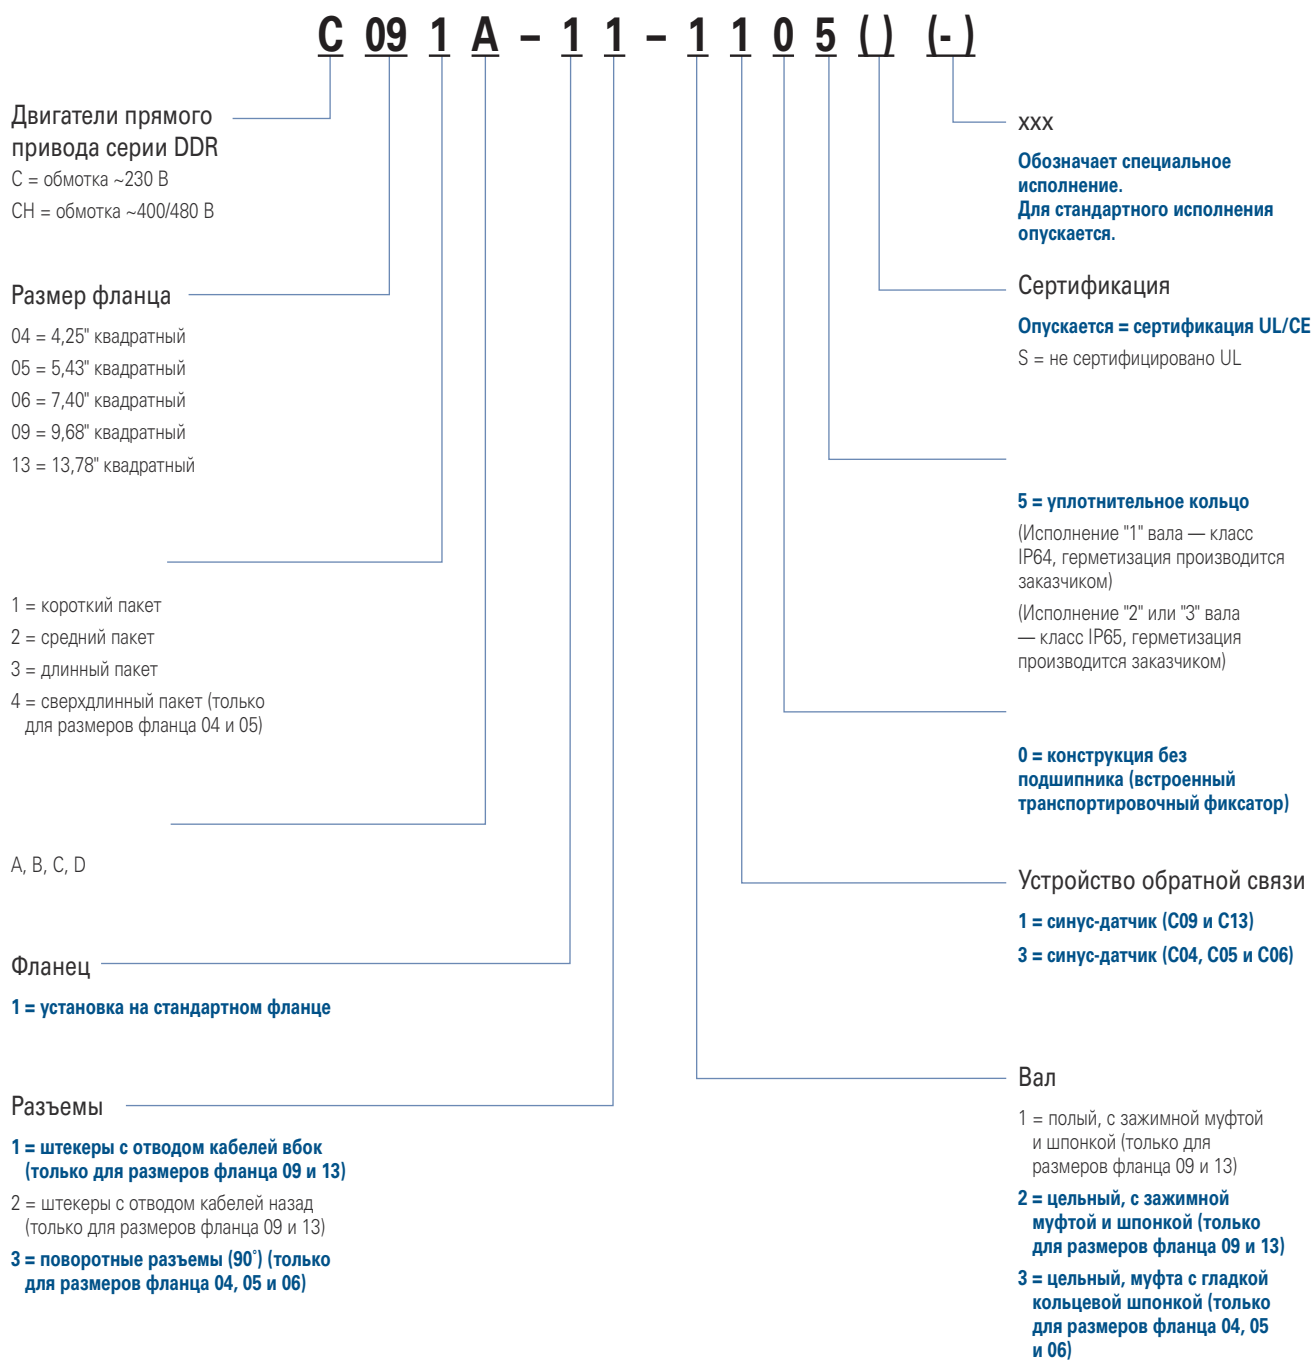 C 09 1 A – 1 1 – 1 1 0 5 ( ) (- )
Двигатели прямого
привода серии DDR
C = обмотка ~230 В
CH = обмотка ~400/480 В
Размер фланца
04 = 4,25" квадратный
05 = 5,43" квадратный
06 = 7,40" квадратный
09 = 9,68" квадратный
13 = 13,78" квадратный
1 = короткий пакет
2 = средний пакет
3 = длинный пакет
4 = сверхдлинный пакет (только
для размеров фланца 04 и 05)
A, B, C, D
Фланец
1 = установка на стандартном фланце
Разъемы
1 = штекеры с отводом кабелей вбок
(только для размеров фланца 09 и 13)
2 = штекеры с отводом кабелей назад
(только для размеров фланца 09 и 13)
3 = поворотные разъемы (90˚) (только
для размеров фланца 04, 05 и 06)
xxx
Обозначает специальное
исполнение.
Для стандартного исполнения
опускается.
Сертификация
Опускается = сертификация UL/CE
S = не сертифицировано UL
5 = уплотнительное кольцо
(Исполнение "1" вала — класс
IP64, герметизация производится
заказчиком)
(Исполнение "2" или "3" вала
— класс IP65, герметизация
производится заказчиком)
0 = конструкция без
подшипника (встроенный
транспортировочный фиксатор)
Устройство обратной связи
1 = синус-датчик (C09 и C13)
3 = синус-датчик (C04, C05 и C06)
Вал
1 = полый, с зажимной муфтой
и шпонкой (только для
размеров фланца 09 и 13)
2 = цельный, с зажимной
муфтой и шпонкой (только
для размеров фланца 09 и 13)
3 = цельный, муфта с гладкой
кольцевой шпонкой (только
для размеров фланца 04, 05
и 06)